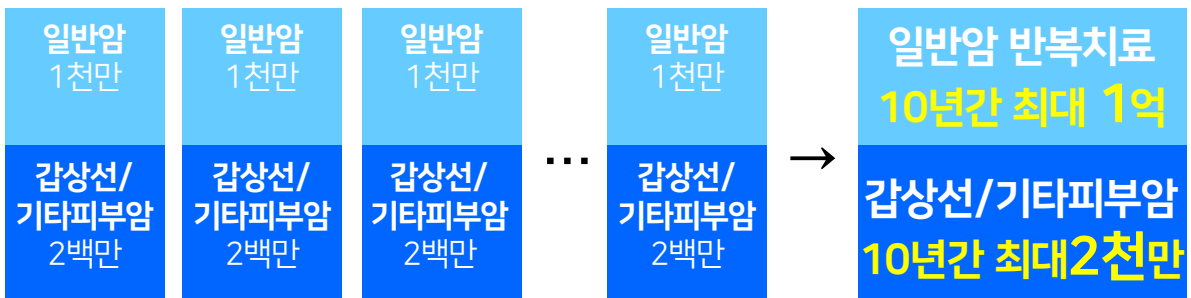 일반암
1천만
갑상선/
기타피부암
2백만
일반암
1천만
갑상선/
기타피부암
2백만
일반암
1천만
갑상선/
기타피부암
2백만
...
일반암
1천만
갑상선/
기타피부암
2백만
→
일반암 반복치료
10년간 최대 1억
갑상선/기타피부암
10년간 최대2천만